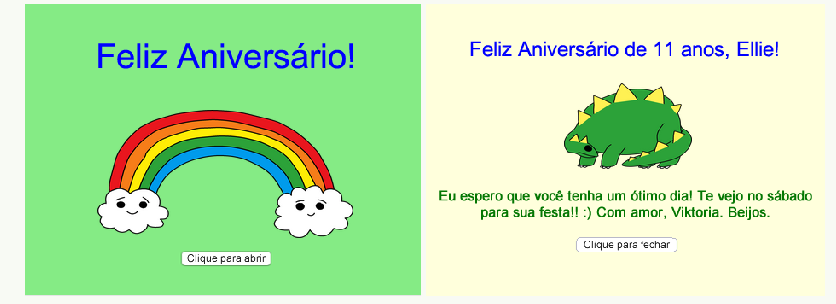 Feliz Aniversário!
Clique para abrir
Feliz Aniversário de 11 anos, Ellie!
Eu espero que você tenha um ótimo dia! Te vejo no sábado
para sua festa!! :) Com amor, Viktoria. Beijos.
Clique para fechar